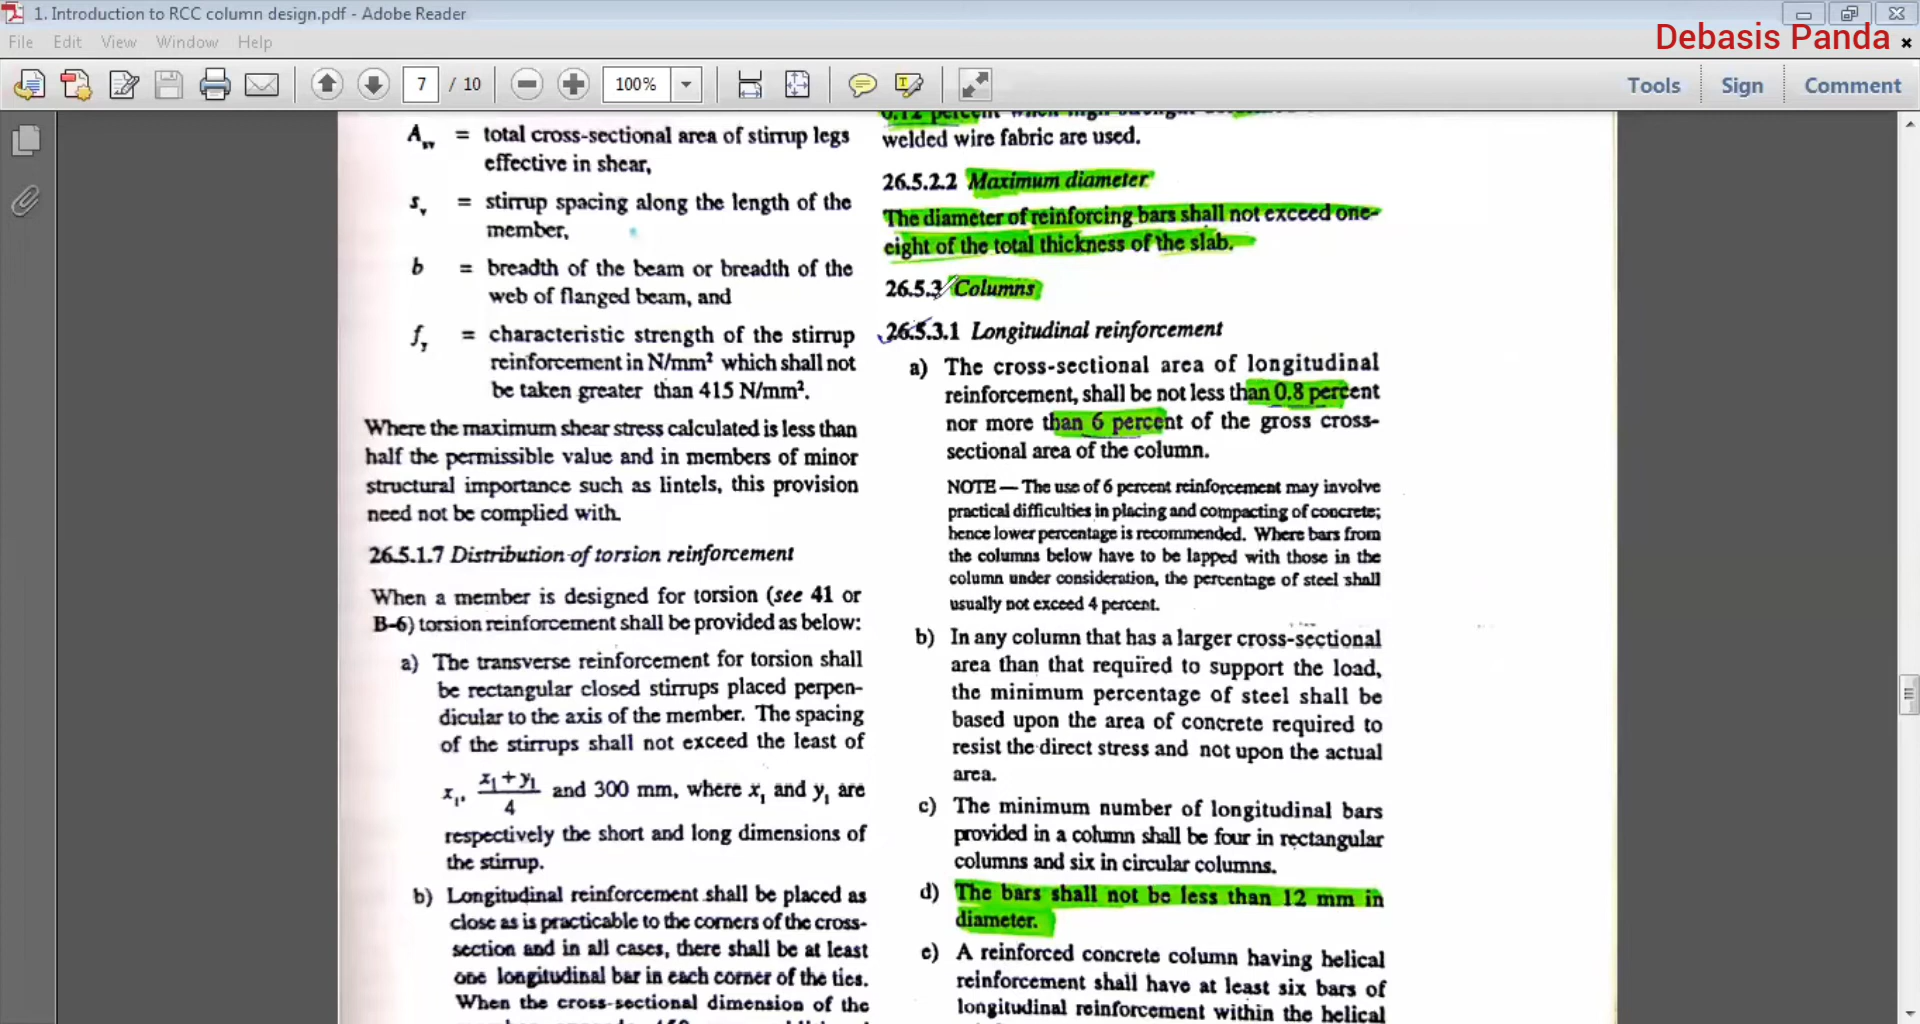 1. Introduction to RCC column design.pdf - Adobe Reader
Debasis Panda
File Edit View Window Help
7 / 10
100%
Tools Sign Comment
A_sv = total cross-sectional area of stirrup legs
effective in shear,
s_v = stirrup spacing along the length of the
member,
b = breadth of the beam or breadth of the
web of flanged beam, and
f_y = characteristic strength of the stirrup
reinforcement in N/mm² which shall not
be taken greater than 415 N/mm².
Where the maximum shear stress calculated is less than
half the permissible value and in members of minor
structural importance such as lintels, this provision
need not be complied with.
26.5.1.7 Distribution of torsion reinforcement
When a member is designed for torsion (see 41 or
B-6) torsion reinforcement shall be provided as below:
a) The transverse reinforcement for torsion shall
be rectangular closed stirrups placed perpen-
dicular to the axis of the member. The spacing
of the stirrups shall not exceed the least of
x₁, (x₁ + y₁)/4 and 300 mm, where x₁ and y₁ are
respectively the short and long dimensions of
the stirrup.
b) Longitudinal reinforcement shall be placed as
close as is practicable to the corners of the cross-
section and in all cases, there shall be at least
one longitudinal bar in each corner of the ties.
When the cross-sectional dimension of the
0.12 percent when high strength
welded wire fabric are used.
26.5.2.2 Maximum diameter
The diameter of reinforcing bars shall not exceed one-
eight of the total thickness of the slab.
26.5.3 Columns
26.5.3.1 Longitudinal reinforcement
a) The cross-sectional area of longitudinal
reinforcement, shall be not less than 0.8 percent
nor more than 6 percent of the gross cross-
sectional area of the column.
NOTE — The use of 6 percent reinforcement may involve
practical difficulties in placing and compacting of concrete;
hence lower percentage is recommended. Where bars from
the columns below have to be lapped with those in the
column under consideration, the percentage of steel shall
usually not exceed 4 percent.
b) In any column that has a larger cross-sectional
area than that required to support the load,
the minimum percentage of steel shall be
based upon the area of concrete required to
resist the direct stress and not upon the actual
area.
c) The minimum number of longitudinal bars
provided in a column shall be four in rectangular
columns and six in circular columns.
d) The bars shall not be less than 12 mm in
diameter.
e) A reinforced concrete column having helical
reinforcement shall have at least six bars of
longitudinal reinforcement within the helical